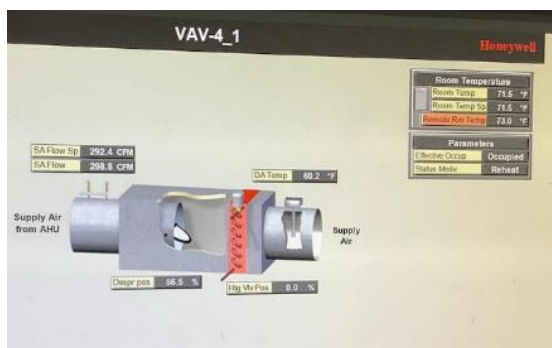 VAV-4_1
Honeywell
Room Temperature
Room Temp 71.5 °F
Room Temp Sp 71.5 °F
Remote Rm Temp 73.0 °F
Parameters
Effective Occup Occupied
Status Mode Reheat
SA Flow Sp 292.4 CFM
SA Flow 298.8 CFM
DA Temp 60.2 °F
Supply Air
from AHU
Supply
Air
Dmpr pos 56.5 %
Htg Vlv Pos 0.0 %